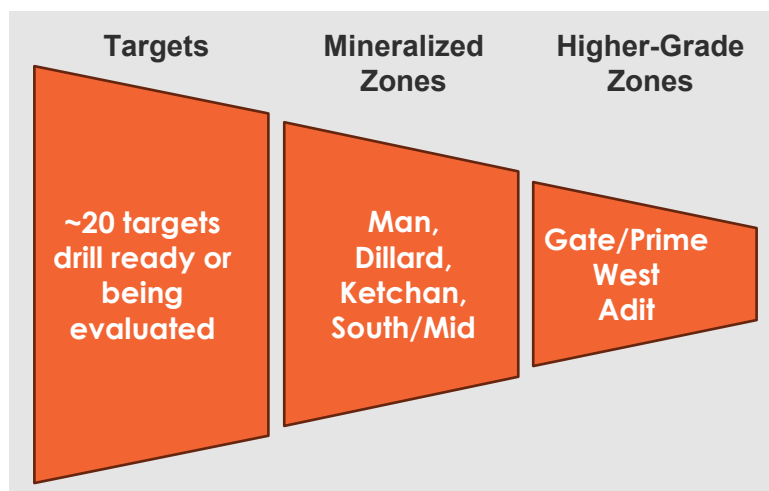 Targets
Mineralized
Zones
Higher-Grade
Zones
~20 targets
drill ready or
being
evaluated
Man,
Dillard,
Ketchan,
South/Mid
Gate/Prime
West
Adit